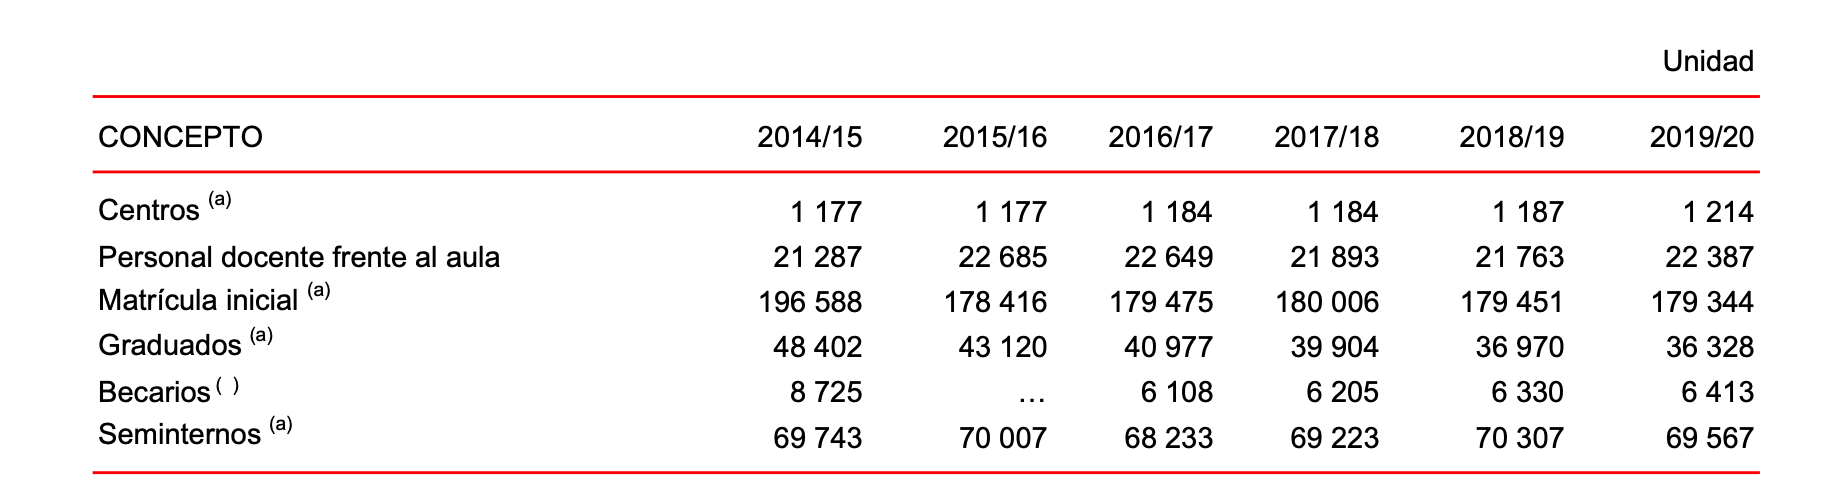 Unidad
CONCEPTO 2014/15 2015/16 2016/17 2017/18 2018/19 2019/20
Centros (a) 1 177 1 177 1 184 1 184 1 187 1 214
Personal docente frente al aula 21 287 22 685 22 649 21 893 21 763 22 387
Matrícula inicial (a) 196 588 178 416 179 475 180 006 179 451 179 344
Graduados (a) 48 402 43 120 40 977 39 904 36 970 36 328
Becarios ( ) 8 725 … 6 108 6 205 6 330 6 413
Seminternos (a) 69 743 70 007 68 233 69 223 70 307 69 567